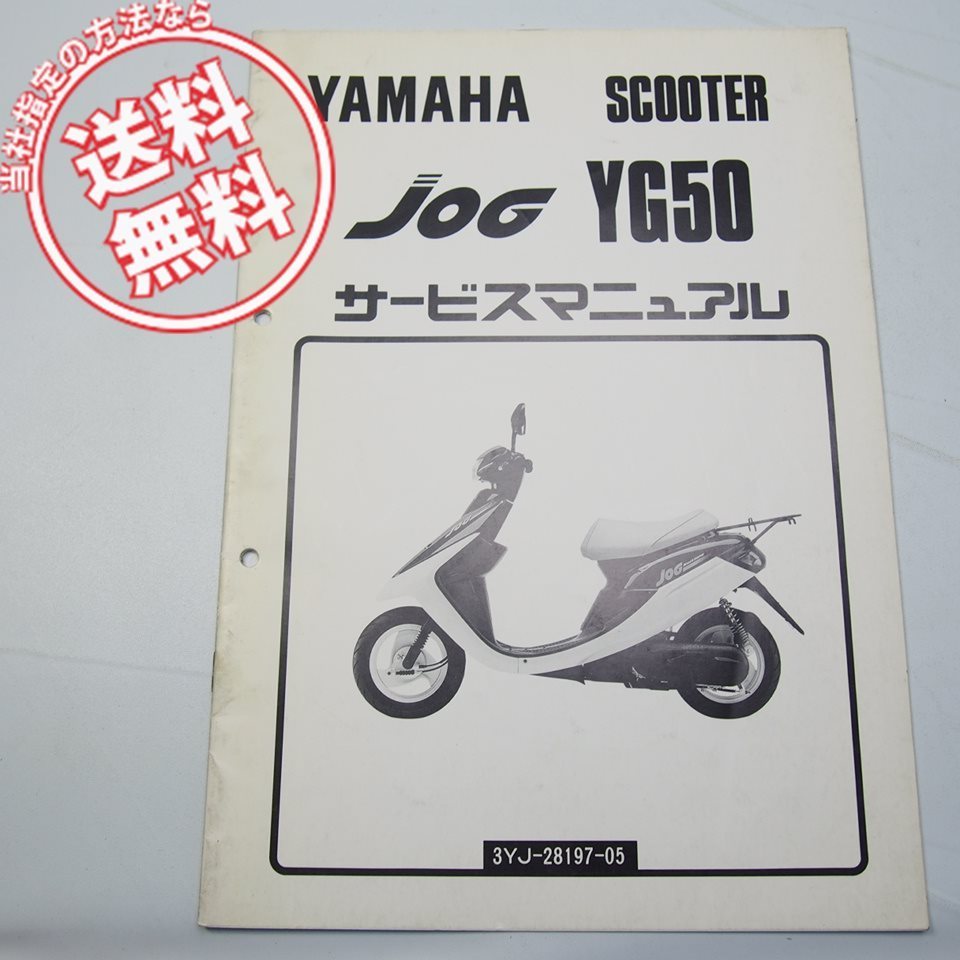 当社指定の方法なら
送料
無料
YAMAHA SCOOTER
JOG YG50
サービスマニュアル
JOG
JOG
3YJ-28197-05